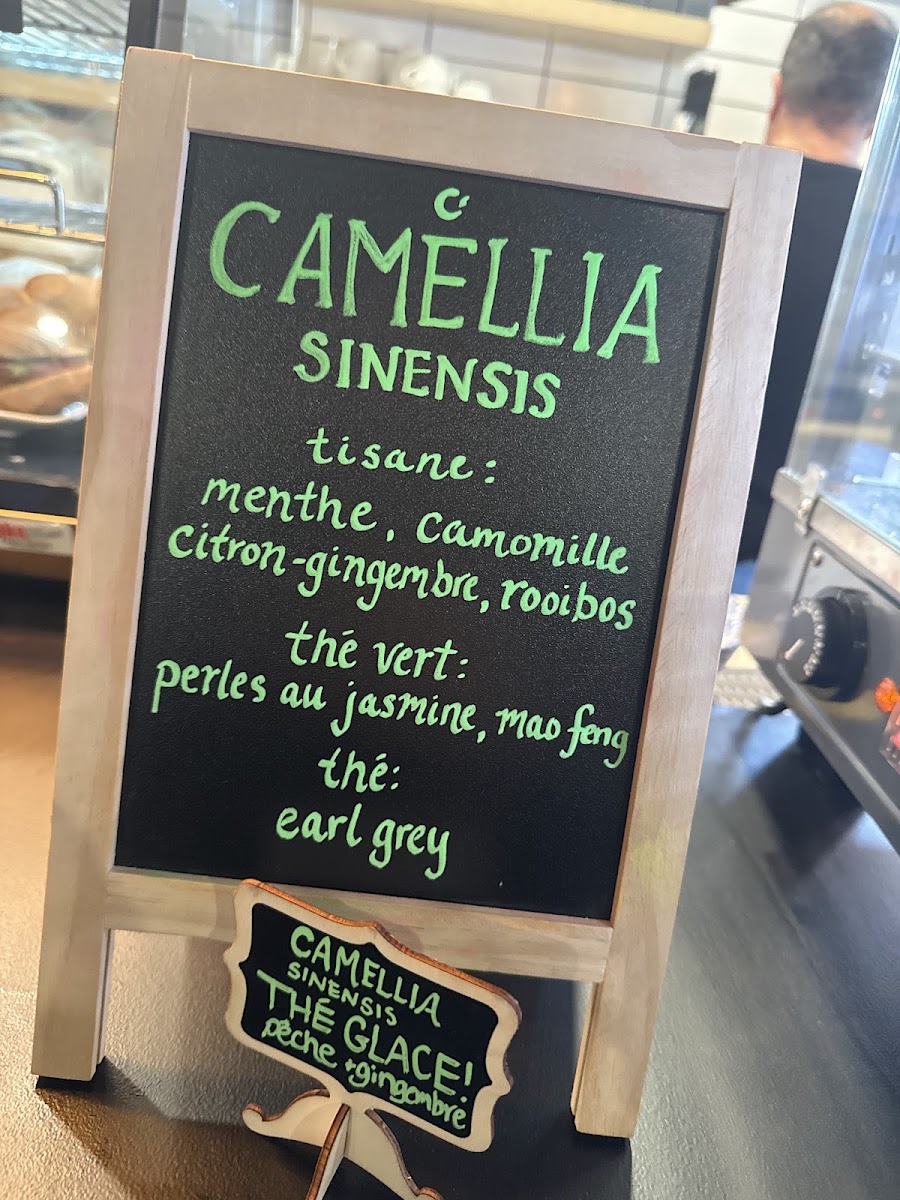 CAMELLIA
SINENSIS
tisane:
menthe, camomille
citron-gingembre, rooibos
thé vert:
perles au jasmine, mao feng
thé:
earl grey
CAMELLIA
SINENSIS
THÉ GLACE!
pêche +gingembre